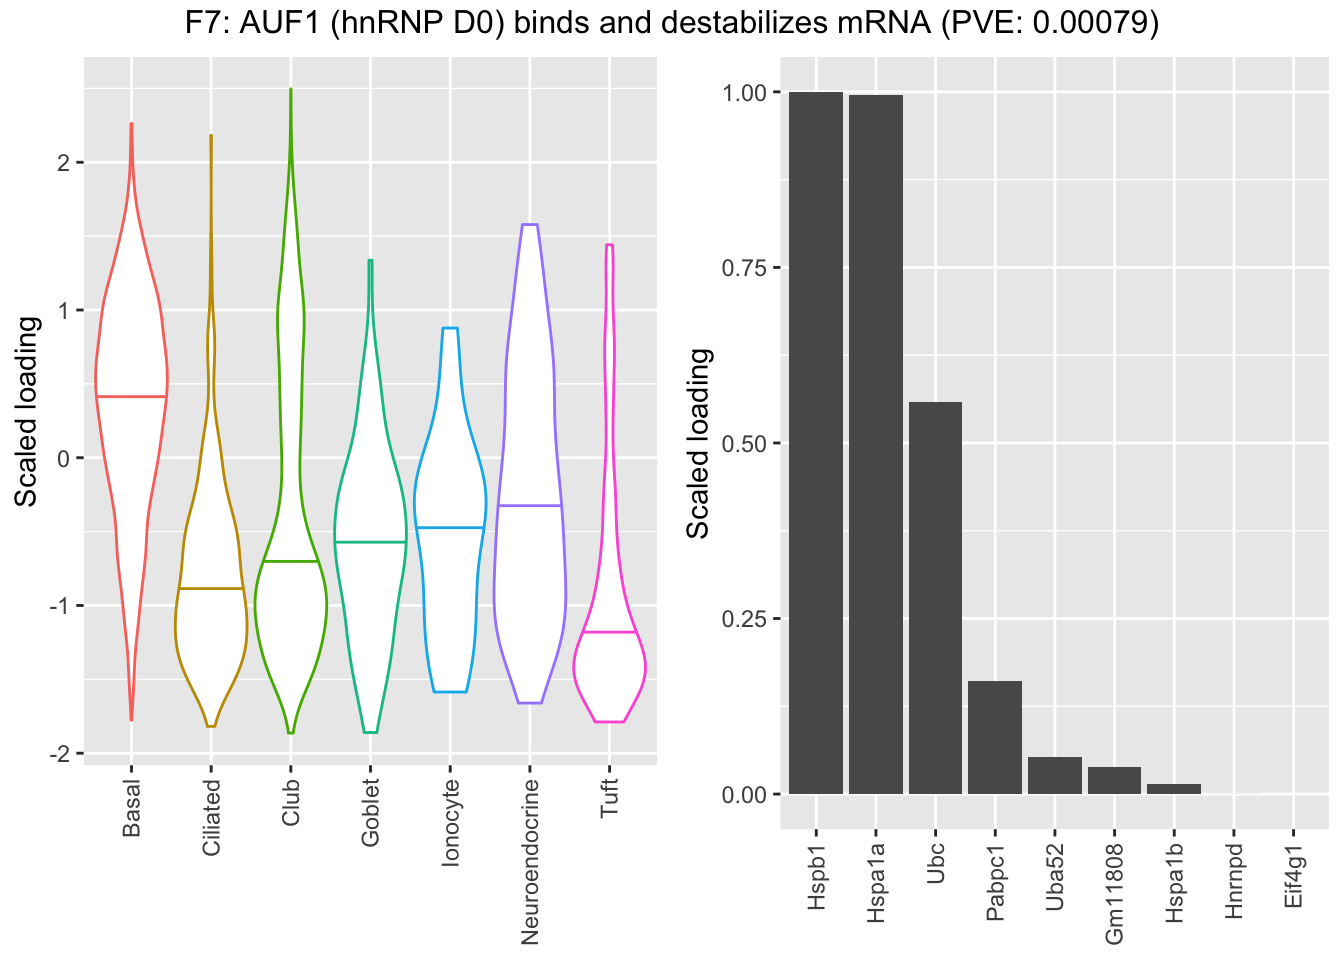 F7: AUF1 (hnRNP D0) binds and destabilizes mRNA (PVE: 0.00079)
Scaled loading
2
1
0
-1
-2
Basal
Ciliated
Club
Goblet
Ionocyte
Neuroendocrine
Tuft
Scaled loading
1.00
0.75
0.50
0.25
0.00
Hspb1
Hspa1a
Ubc
Pabpc1
Uba52
Gm11808
Hspa1b
Hnrnpd
Eif4g1